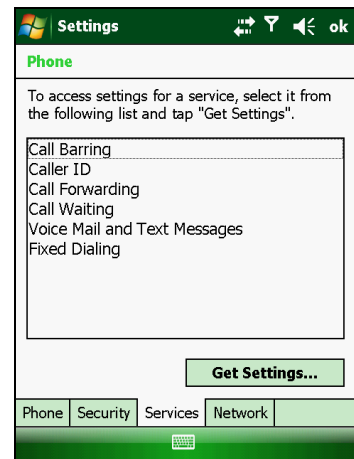 Settings
ok
Phone
To access settings for a service, select it from
the following list and tap "Get Settings".
Call Barring
Caller ID
Call Forwarding
Call Waiting
Voice Mail and Text Messages
Fixed Dialing
Get Settings...
Phone Security Services Network